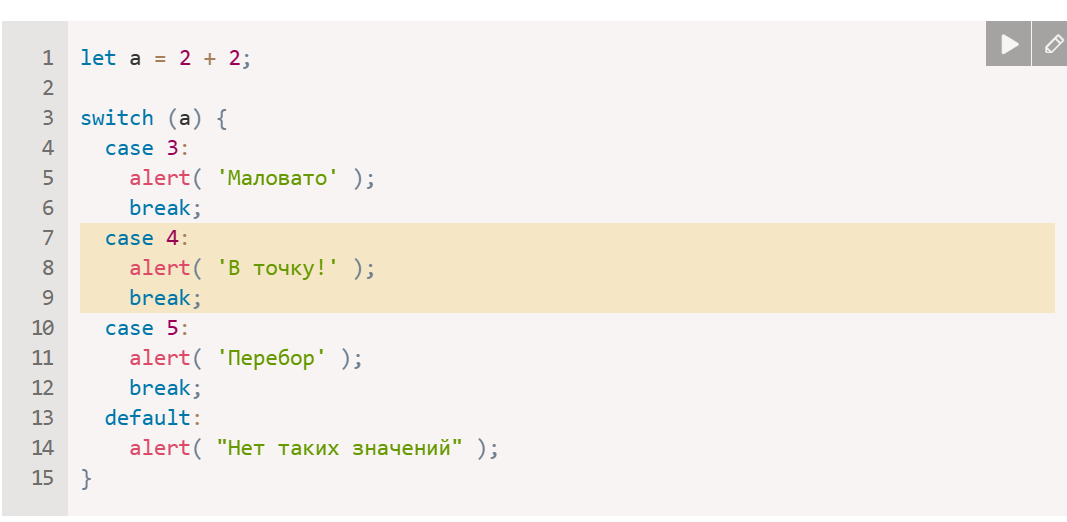 1 let a = 2 + 2;
2
3 switch (a) {
4   case 3:
5     alert( 'Маловато' );
6     break;
7   case 4:
8     alert( 'В точку!' );
9     break;
10   case 5:
11     alert( 'Перебор' );
12     break;
13   default:
14     alert( "Нет таких значений" );
15 }